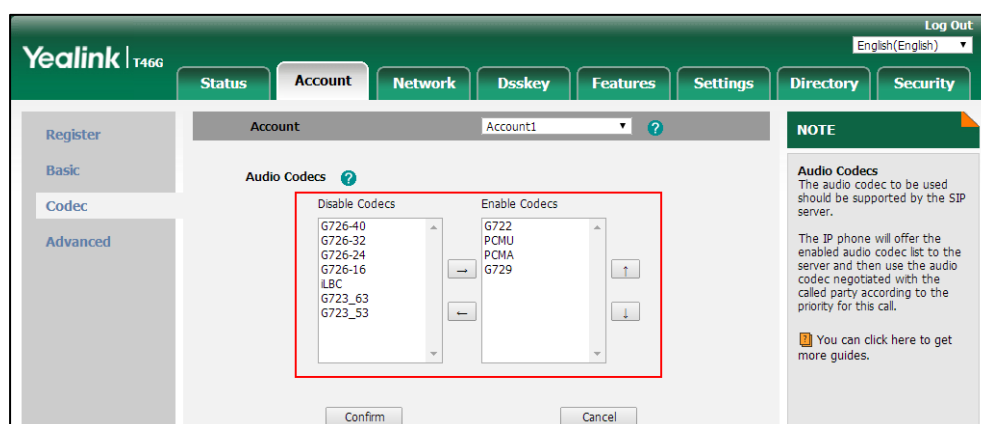 Log Out
Yealink T46G
English(English)
Status Account Network Dsskey Features Settings Directory Security
Register
Basic
Codec
Advanced
Account Account1
Audio Codecs
Disable Codecs Enable Codecs
G726-40
G726-32
G726-24
G726-16
iLBC
G723_63
G723_53
G722
PCMU
PCMA
G729
→
←
↑
↓
Confirm Cancel
NOTE
Audio Codecs
The audio codec to be used
should be supported by the SIP
server.
The IP phone will offer the
enabled audio codec list to the
server and then use the audio
codec negotiated with the
called party according to the
priority for this call.
You can click here to get
more guides.